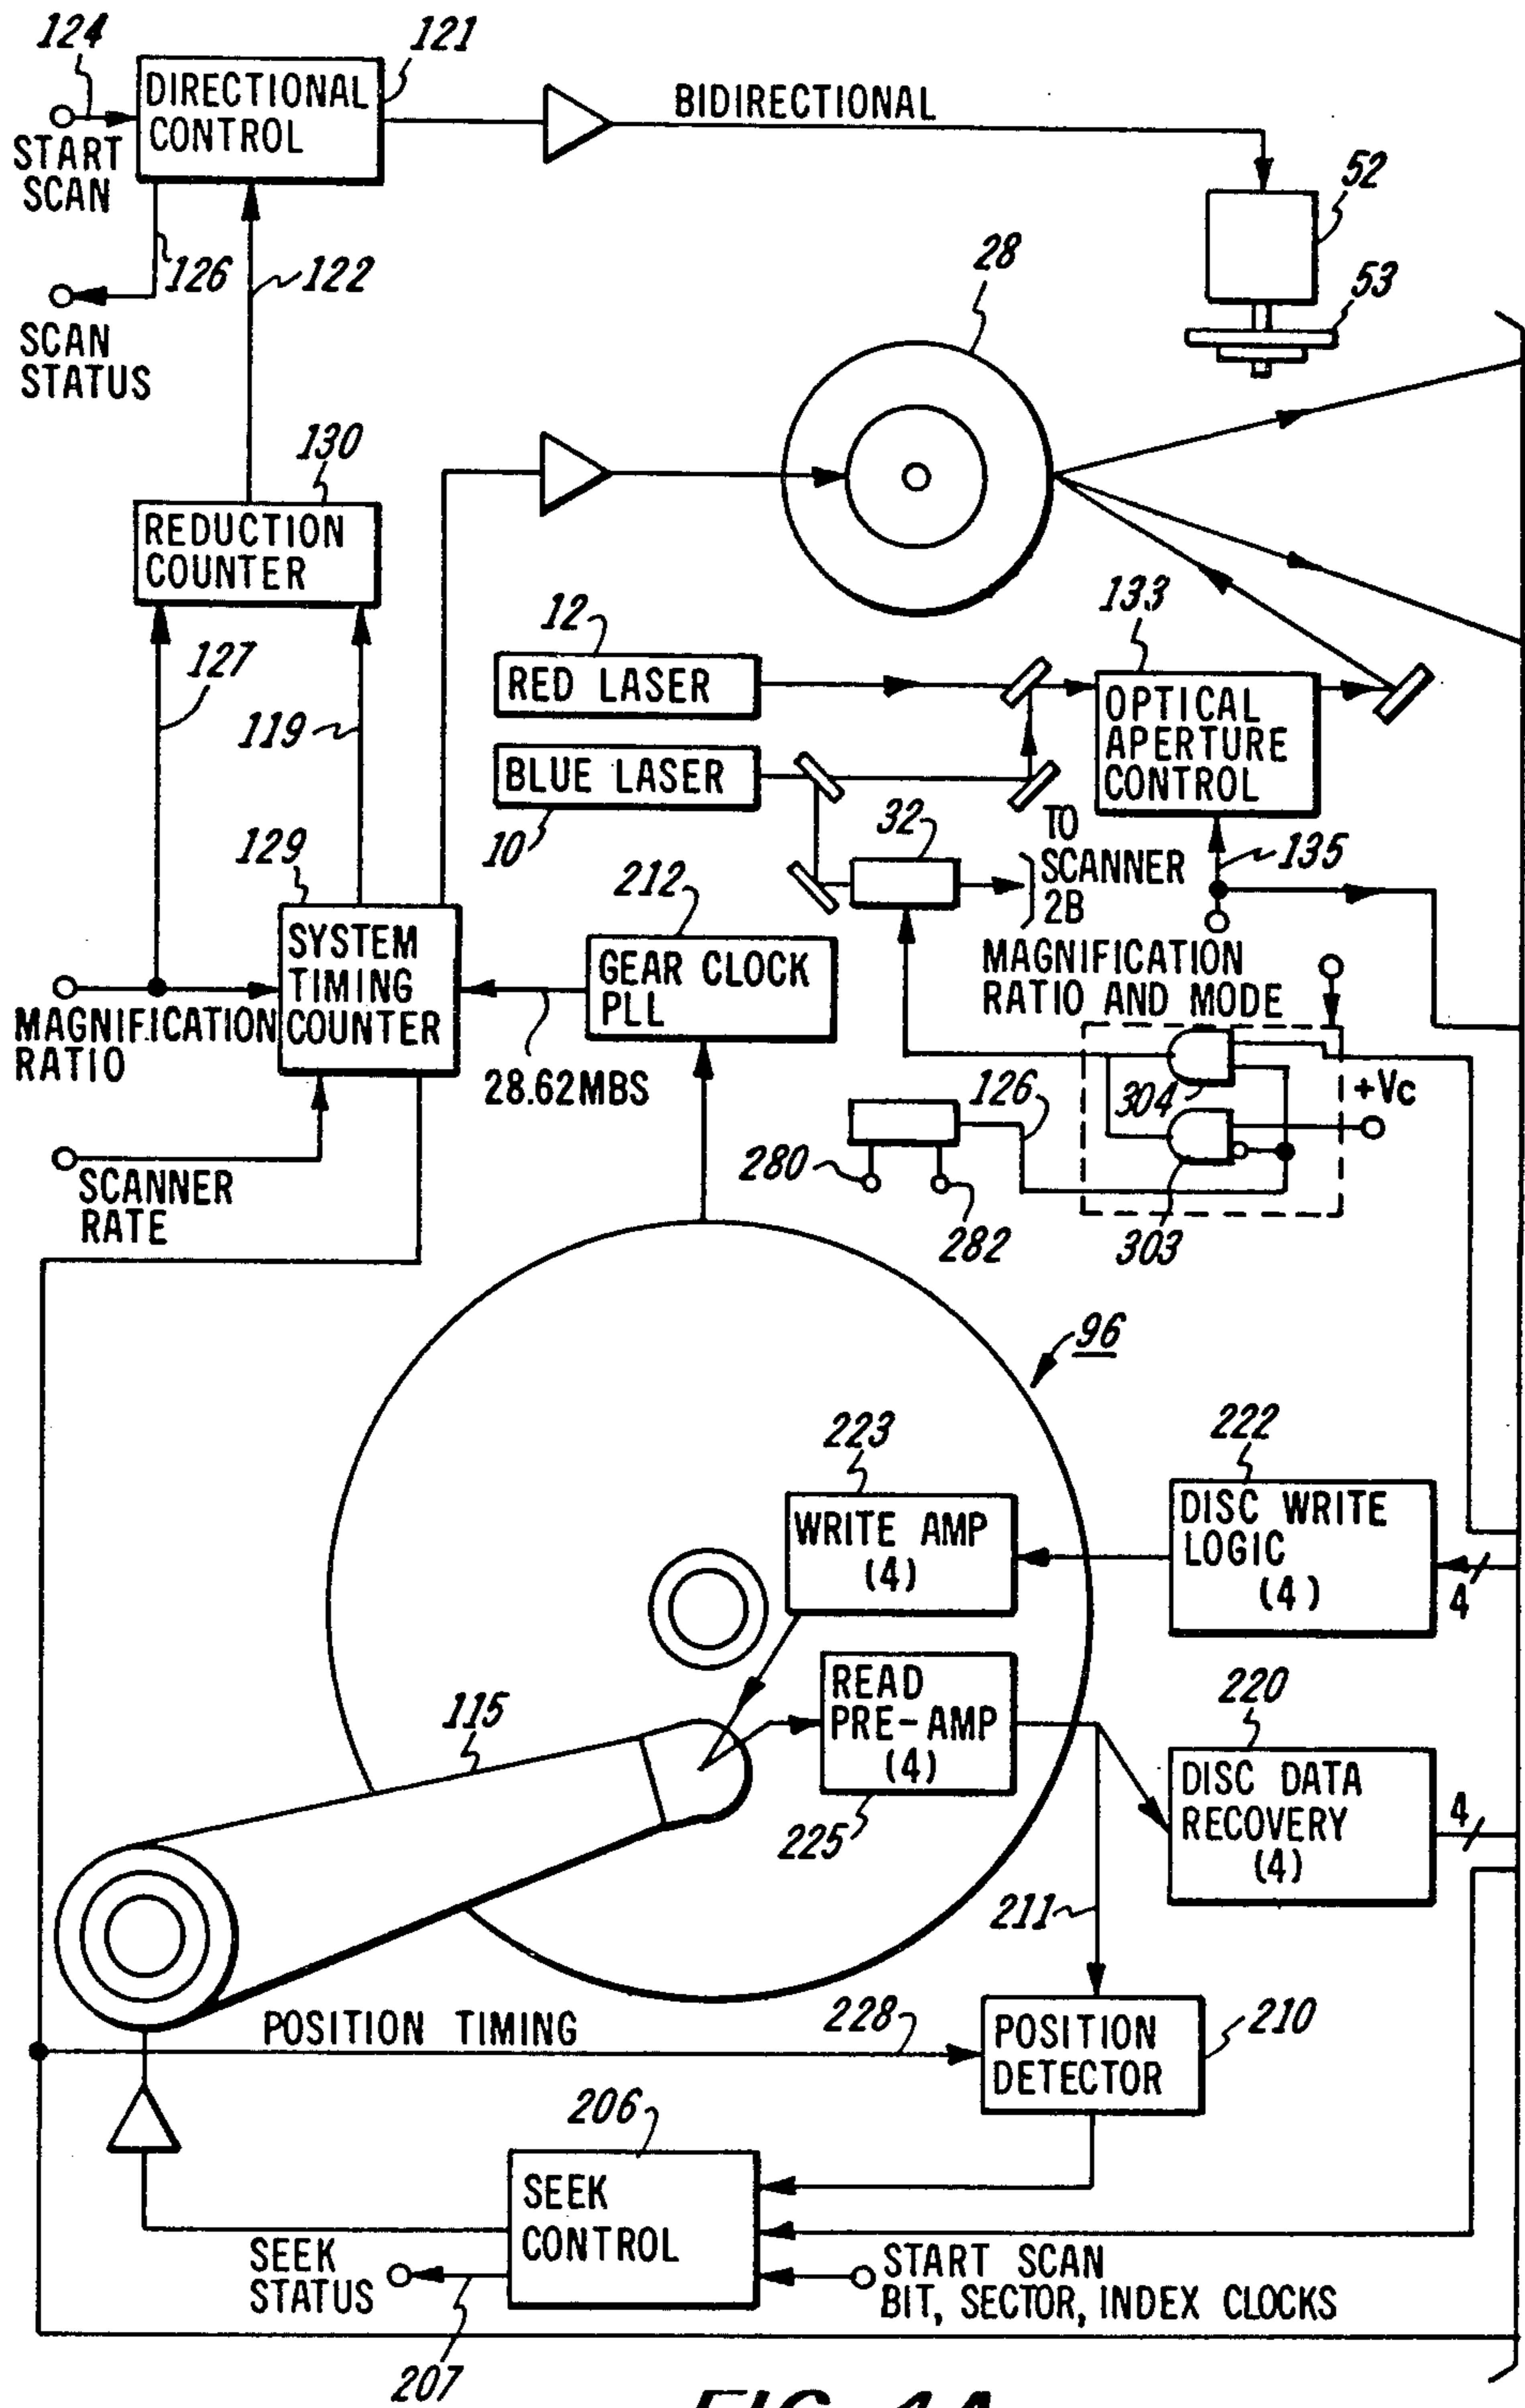 124
121
DIRECTIONAL
CONTROL
BIDIRECTIONAL
START
SCAN
52
126
122
28
53
SCAN
STATUS
130
REDUCTION
COUNTER
12
133
127
RED LASER
OPTICAL
APERTURE
CONTROL
119
BLUE LASER
10
32
TO
SCANNER
2B
135
129
212
SYSTEM
TIMING
COUNTER
GEAR CLOCK
PLL
MAGNIFICATION
RATIO AND MODE
MAGNIFICATION
RATIO
28.62MBS
126
304
+Vc
280
282
303
SCANNER
RATE
96
223
222
WRITE AMP
(4)
DISC WRITE
LOGIC
(4)
4
115
READ
PRE-AMP
(4)
225
220
DISC DATA
RECOVERY
(4)
4
211
POSITION TIMING
228
POSITION
DETECTOR
210
206
SEEK
CONTROL
SEEK
STATUS
START SCAN
BIT, SECTOR, INDEX CLOCKS
207